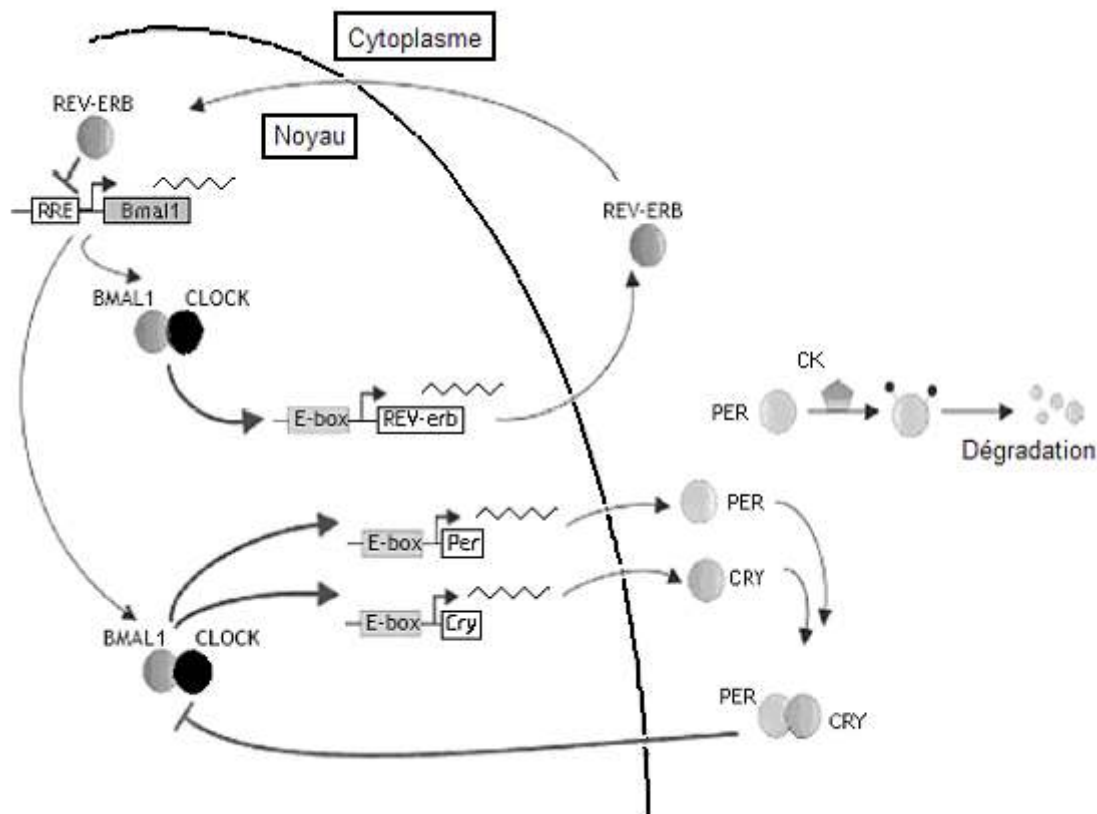 Cytoplasme
REV-ERB
Noyau
RRE Bmal1
REV-ERB
BMAL1 CLOCK
CK
E-box REV-erb
PER
Dégradation
PER
E-box Per
CRY
E-box Cry
BMAL1 CLOCK
PER
CRY